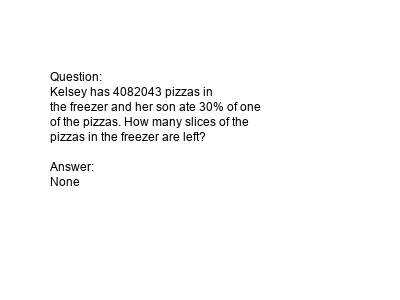 Question:
Kelsey has 4082043 pizzas in
the freezer and her son ate 30% of one
of the pizzas. How many slices of the
pizzas in the freezer are left?

Answer:
None